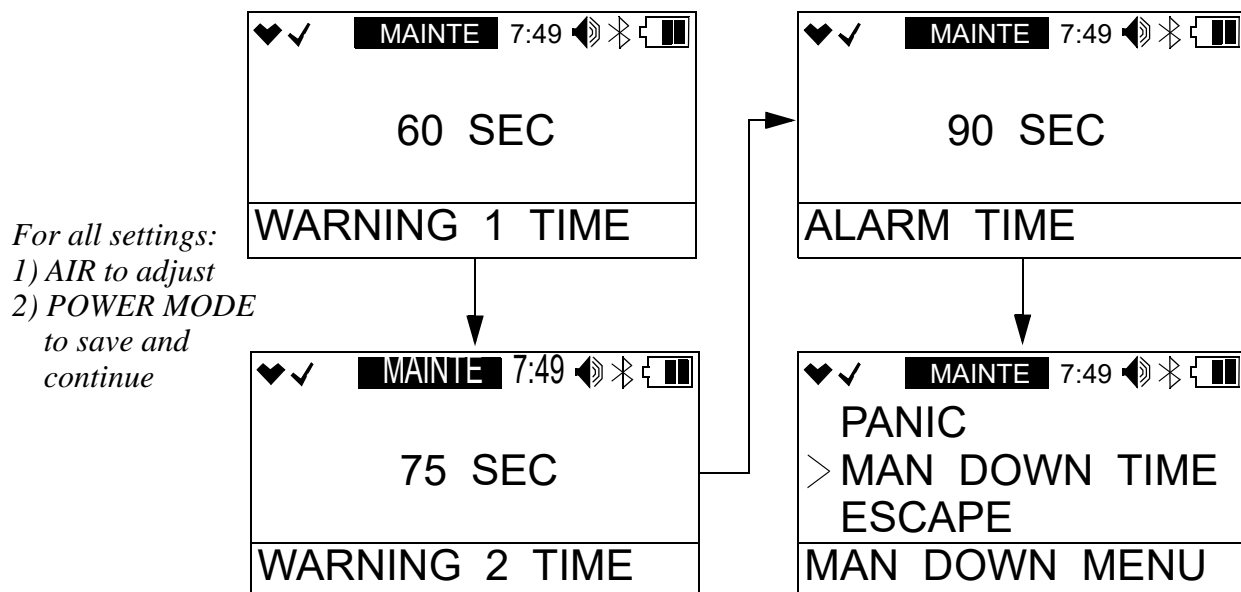 MAINTE 7:49
60 SEC
WARNING 1 TIME
For all settings:
1) AIR to adjust
2) POWER MODE
to save and
continue
MAINTE 7:49
75 SEC
WARNING 2 TIME
MAINTE 7:49
90 SEC
ALARM TIME
MAINTE 7:49
PANIC
>MAN DOWN TIME
ESCAPE
MAN DOWN MENU